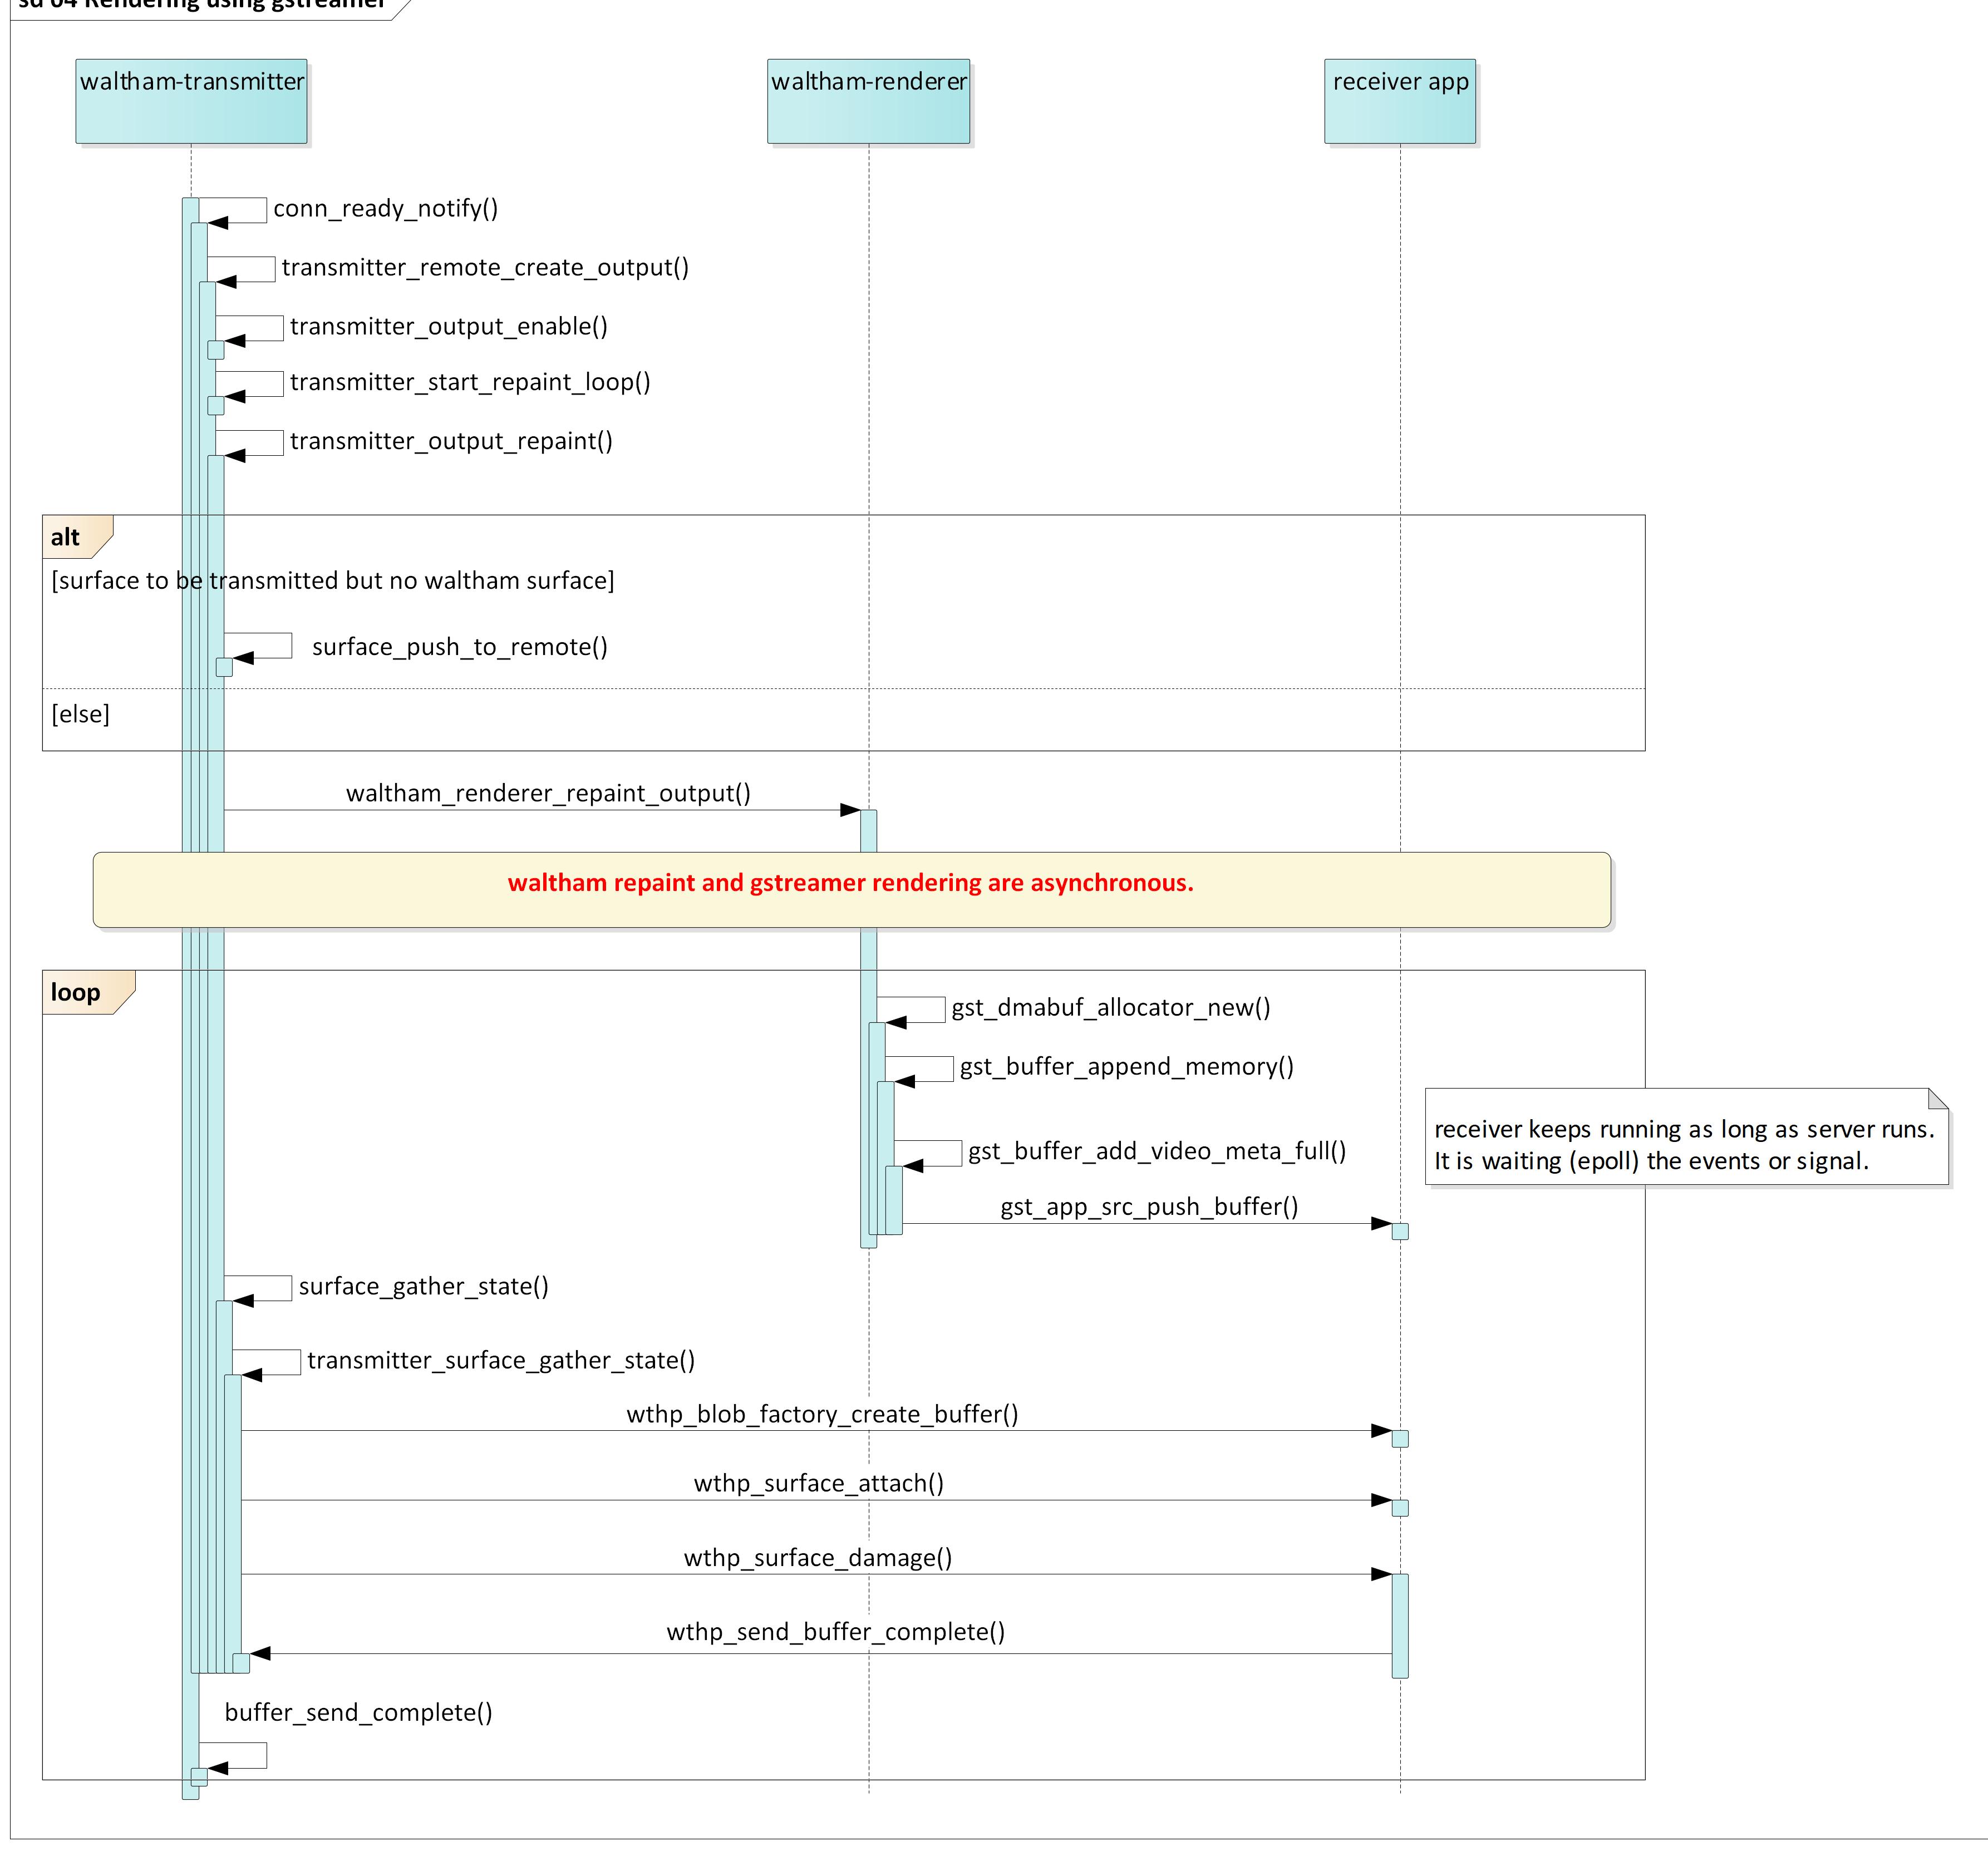 sd 04 Rendering using gstreamer
waltham-transmitter
waltham-renderer
receiver app
conn_ready_notify()
transmitter_remote_create_output()
transmitter_output_enable()
transmitter_start_repaint_loop()
transmitter_output_repaint()
alt
[surface to be transmitted but no waltham surface]
surface_push_to_remote()
[else]
waltham_renderer_repaint_output()
waltham repaint and gstreamer rendering are asynchronous.
loop
gst_dmabuf_allocator_new()
gst_buffer_append_memory()
receiver keeps running as long as server runs.
It is waiting (epoll) the events or signal.
gst_buffer_add_video_meta_full()
gst_app_src_push_buffer()
surface_gather_state()
transmitter_surface_gather_state()
wthp_blob_factory_create_buffer()
wthp_surface_attach()
wthp_surface_damage()
wthp_send_buffer_complete()
buffer_send_complete()